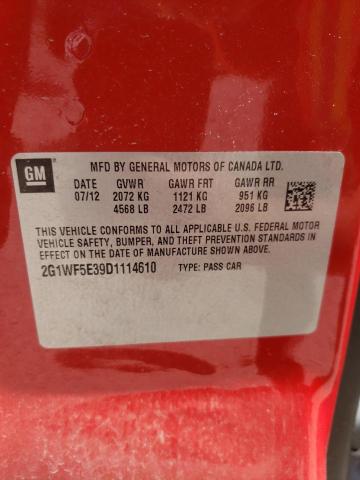 GM
MFD BY GENERAL MOTORS OF CANADA LTD.
DATE GVWR GAWR FRT GAWR RR
07/12 2072 KG 1121 KG 951 KG
4568 LB 2472 LB 2096 LB
THIS VEHICLE CONFORMS TO ALL APPLICABLE U.S. FEDERAL MOTOR
VEHICLE SAFETY, BUMPER, AND THEFT PREVENTION STANDARDS
IN EFFECT ON THE DATE OF MANUFACTURE SHOWN ABOVE.
2G1WF5E39D1114610 TYPE: PASS CAR